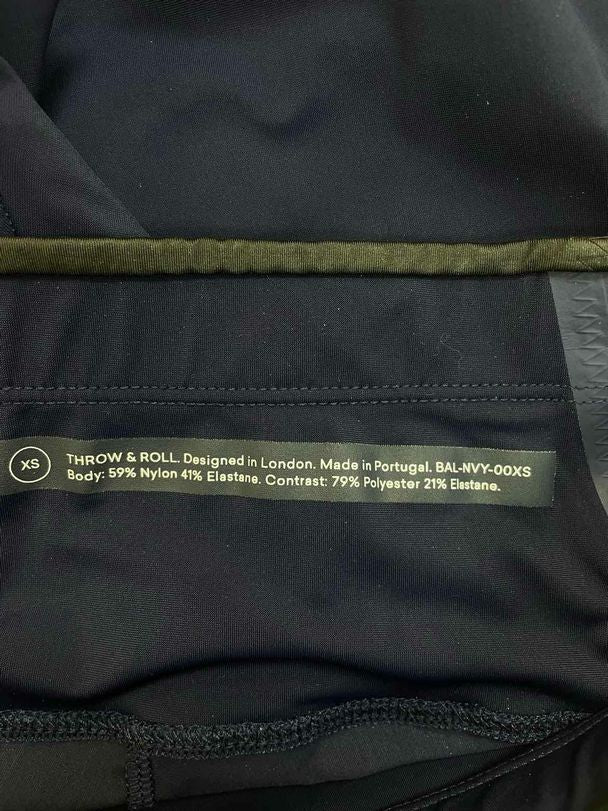 XS
THROW & ROLL. Designed in London. Made in Portugal. BAL-NVY-00XS
Body: 59% Nylon 41% Elastane. Contrast: 79% Polyester 21% Elastane.